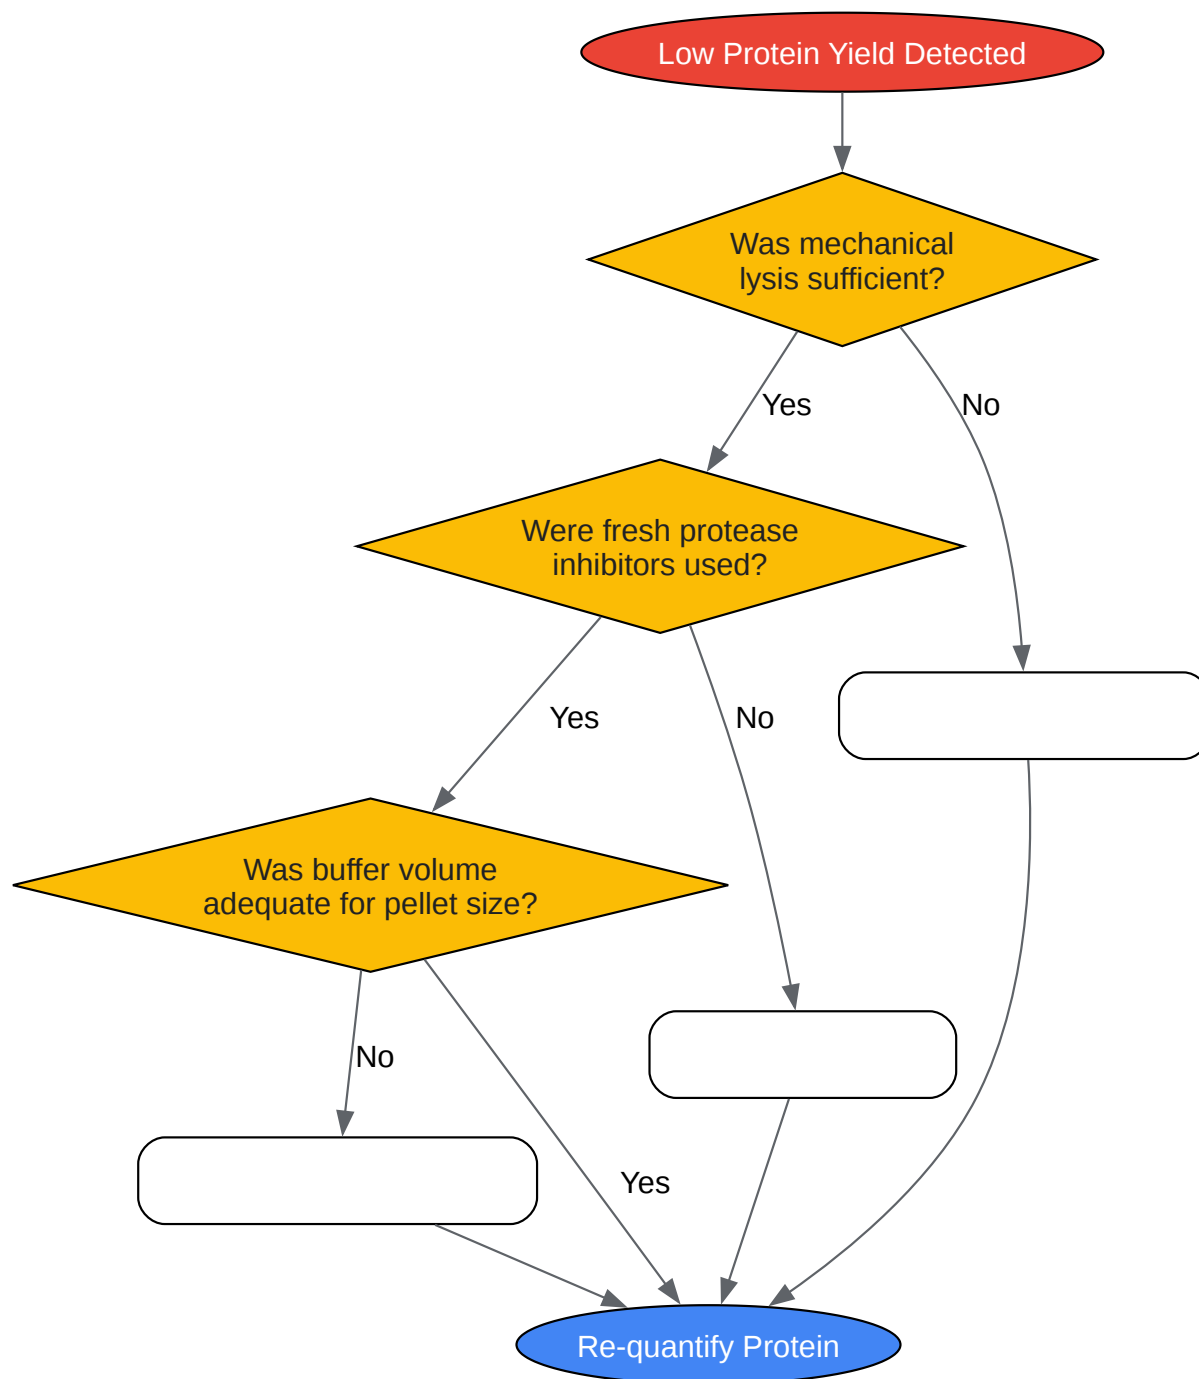 Low Protein Yield Detected
Was mechanical
lysis sufficient?
Yes
No
Were fresh protease
inhibitors used?
Yes
No
Was buffer volume
adequate for pellet size?
No
Yes
Re-quantify Protein